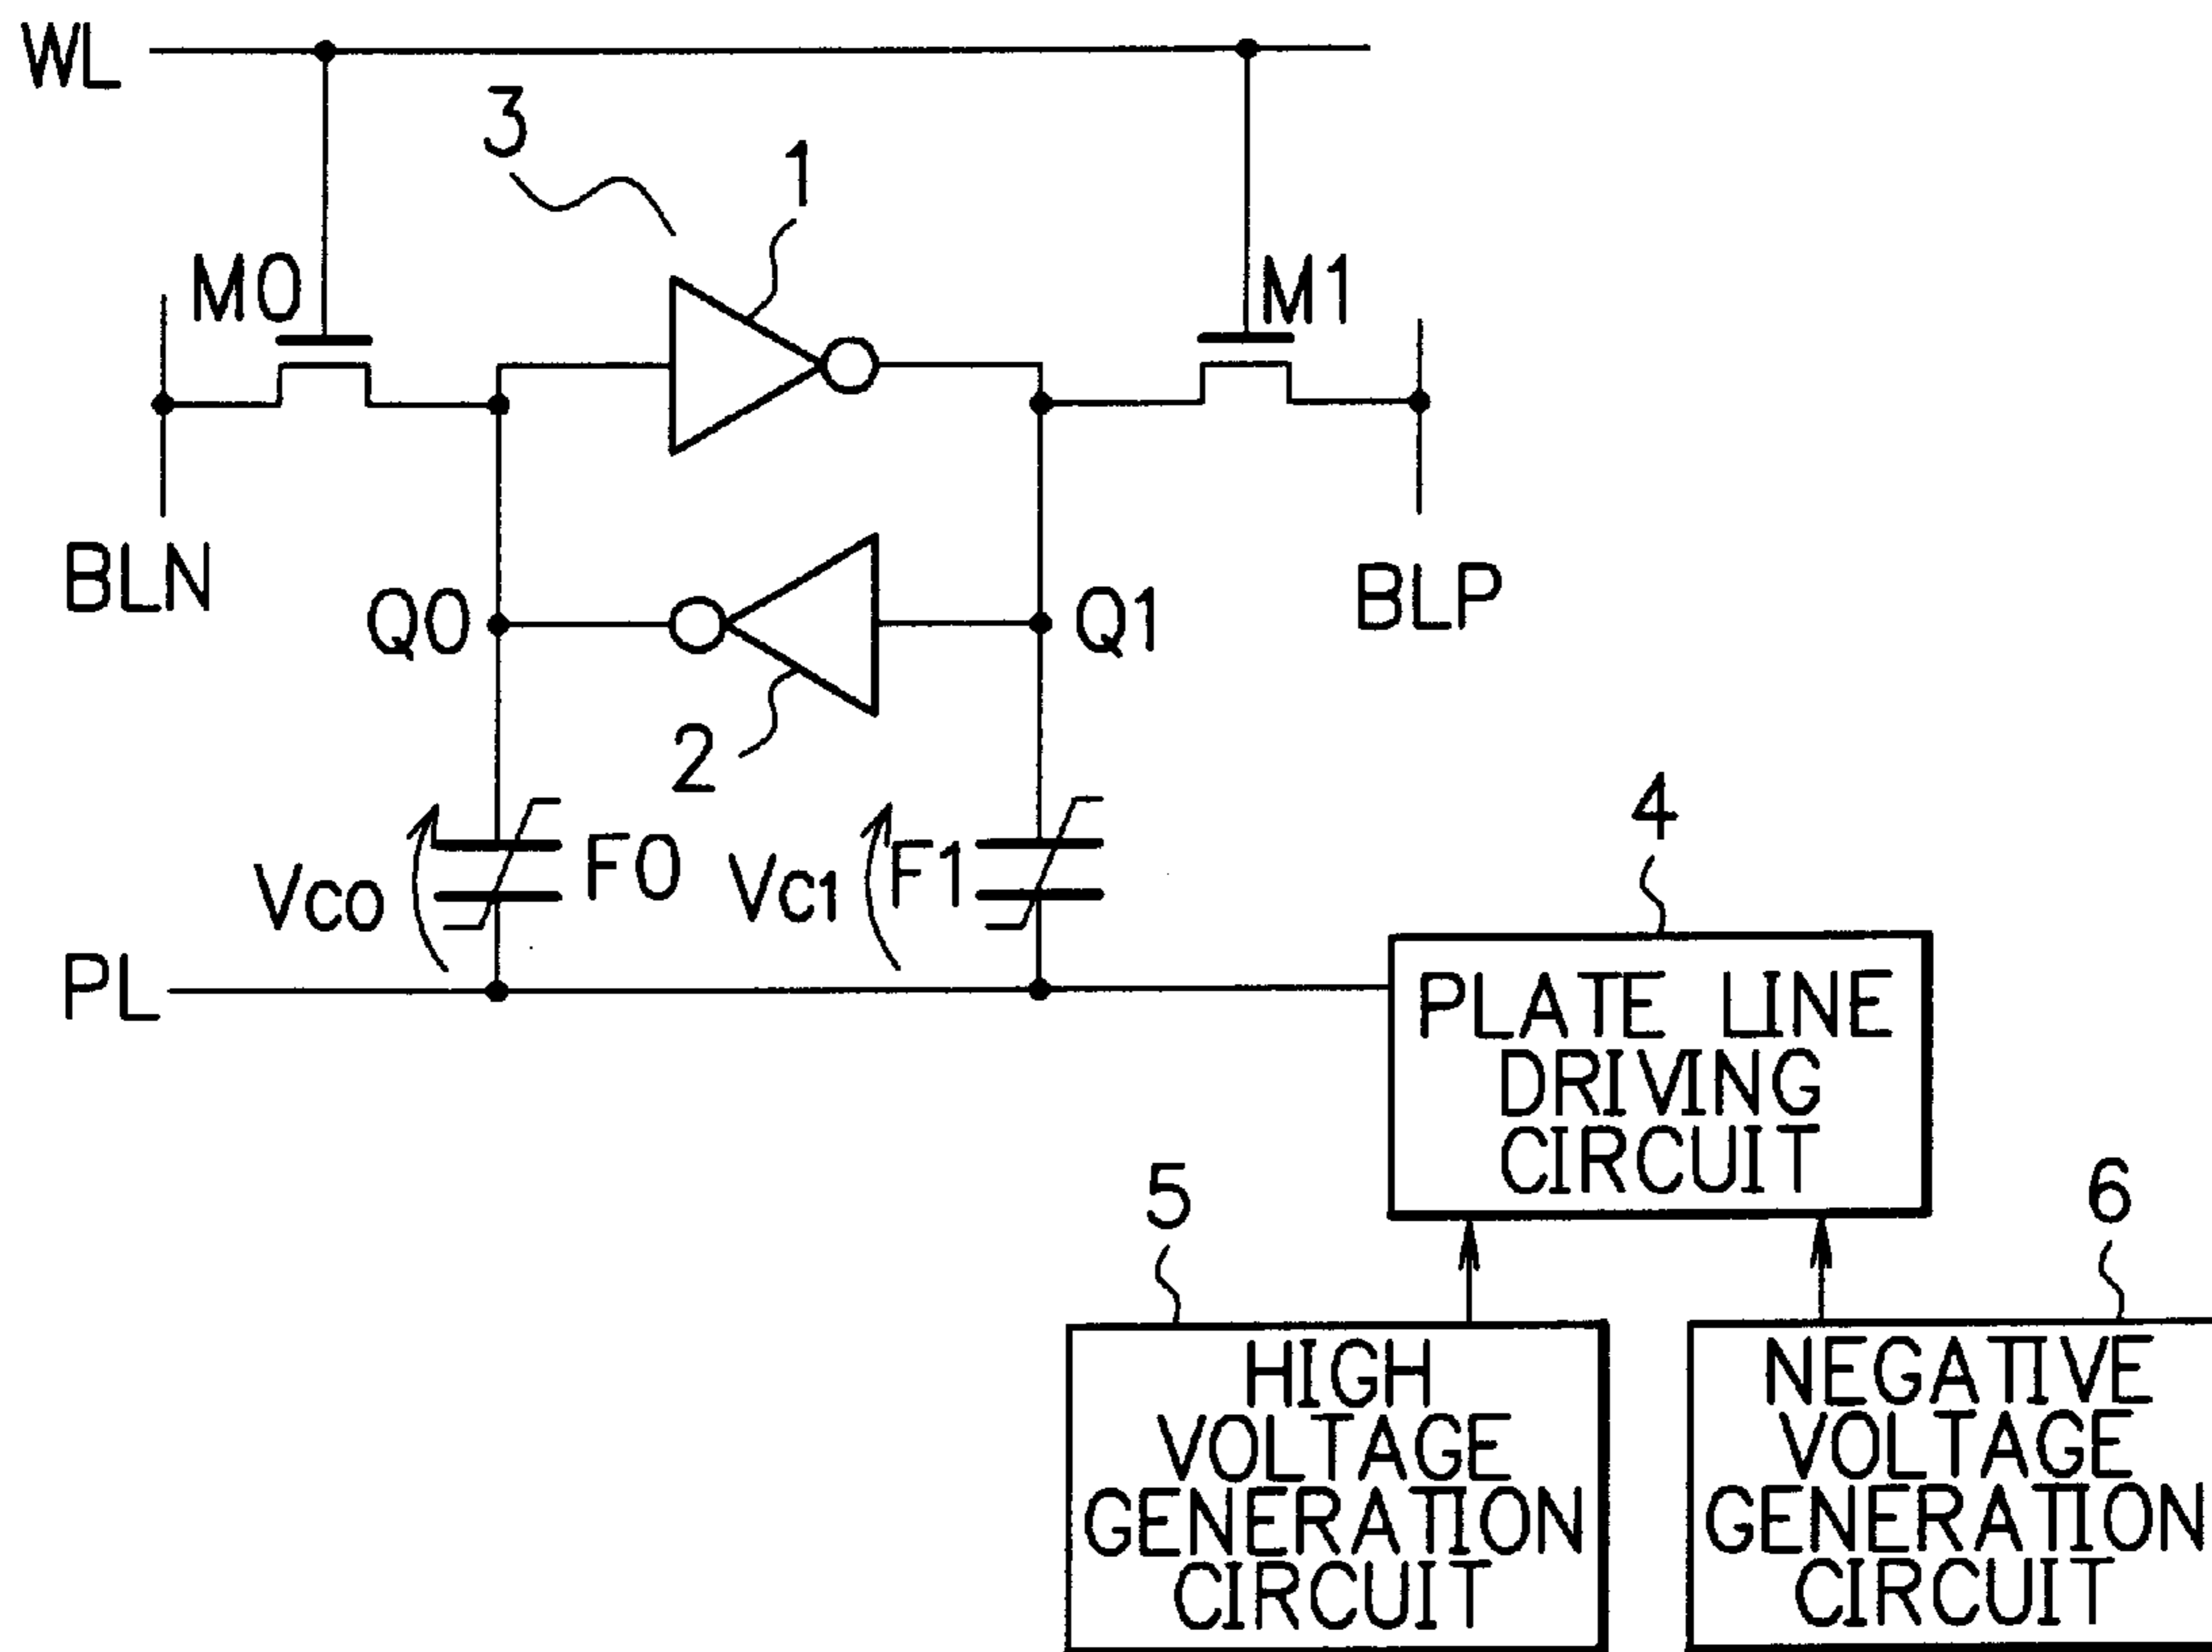 WL
3
1
M0
M1
BLN
Q0
Q1
BLP
2
VC0
F0
VC1
F1
4
PL
PLATE LINE
DRIVING
CIRCUIT
5
6
HIGH
VOLTAGE
GENERATION
CIRCUIT
NEGATIVE
VOLTAGE
GENERATION
CIRCUIT